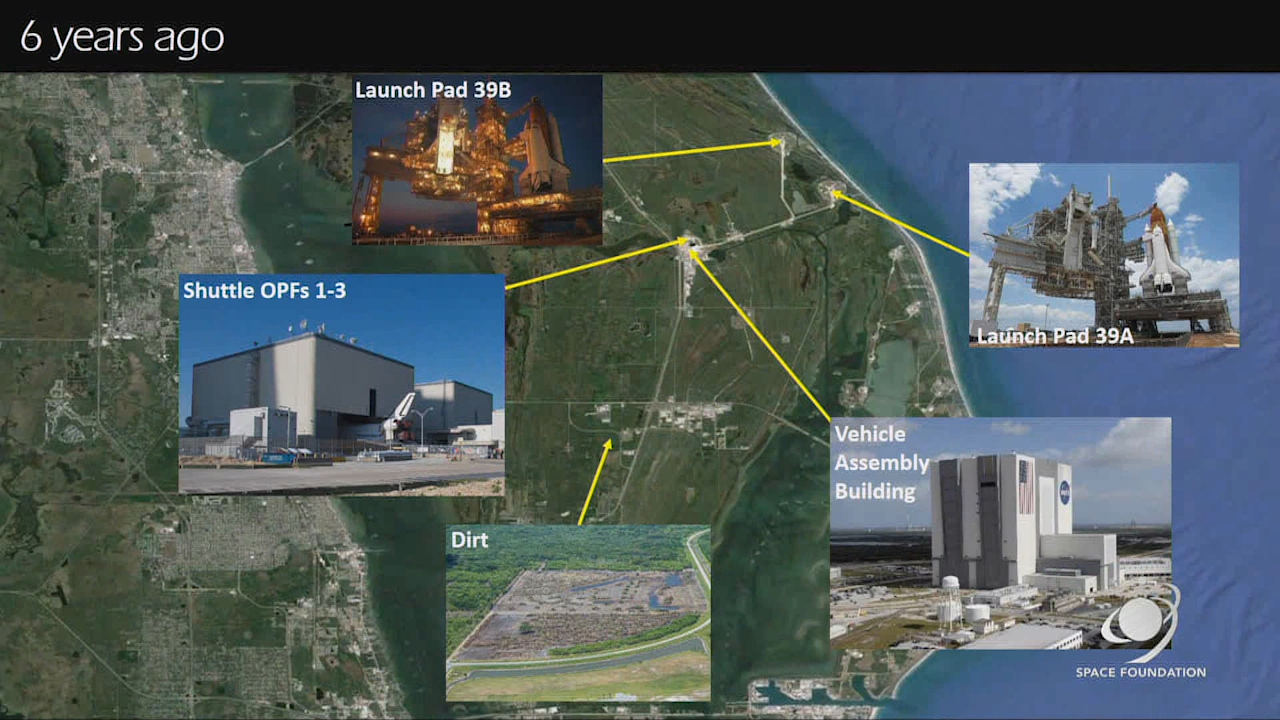 6 years ago
Launch Pad 39B
Shuttle OPFs 1-3
Launch Pad 39A
Vehicle
Assembly
Building
Dirt
NASA
SPACE FOUNDATION